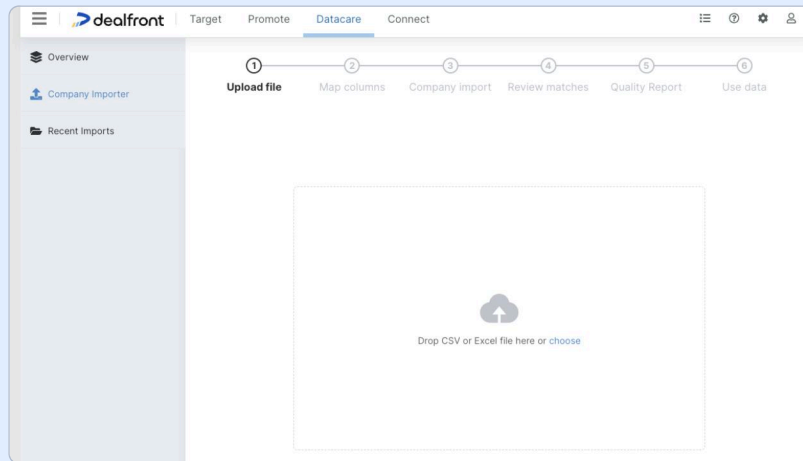 dealfront Target Promote Datacare Connect
Overview
Company Importer
Recent Imports
1 2 3 4 5 6
Upload file Map columns Company import Review matches Quality Report Use data
Drop CSV or Excel file here or choose